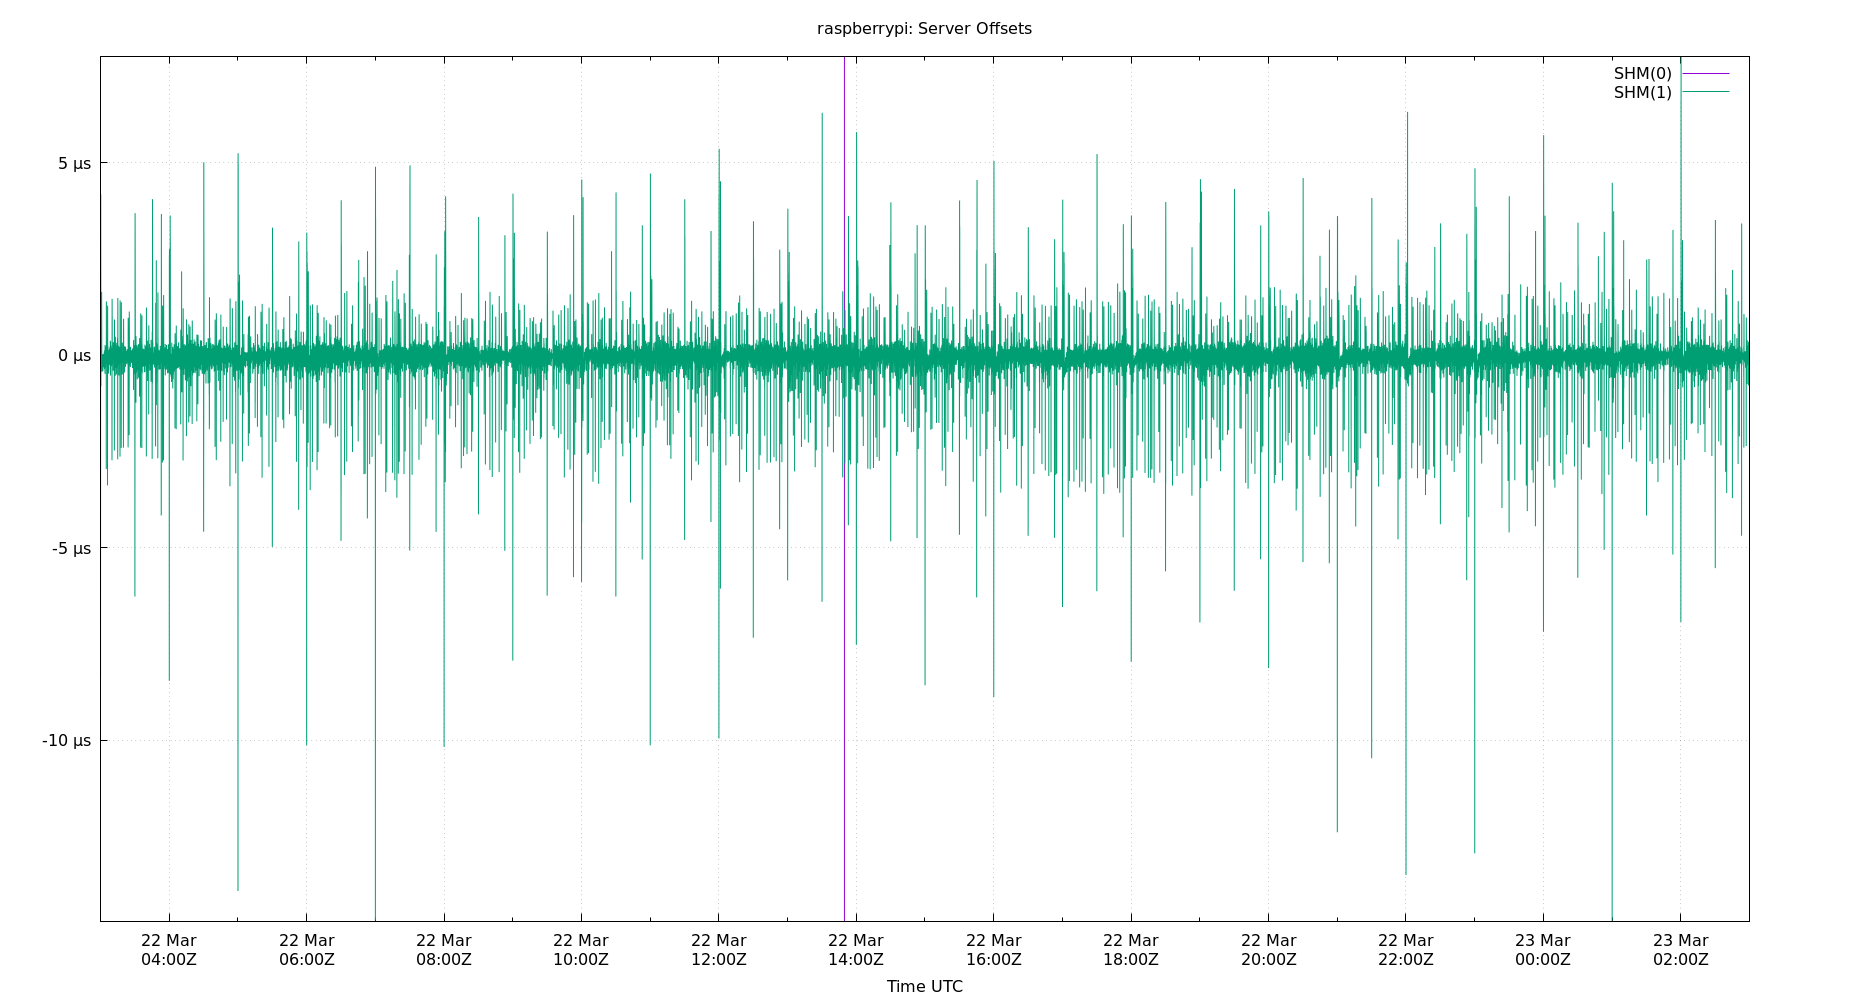 raspberrypi: Server Offsets
SHM(0)
SHM(1)
5 µs
0 µs
-5 µs
-10 µs
22 Mar 22 Mar 22 Mar 22 Mar 22 Mar 22 Mar 22 Mar 22 Mar 22 Mar 22 Mar 23 Mar 23 Mar
04:00Z 06:00Z 08:00Z 10:00Z 12:00Z 14:00Z 16:00Z 18:00Z 20:00Z 22:00Z 00:00Z 02:00Z
Time UTC